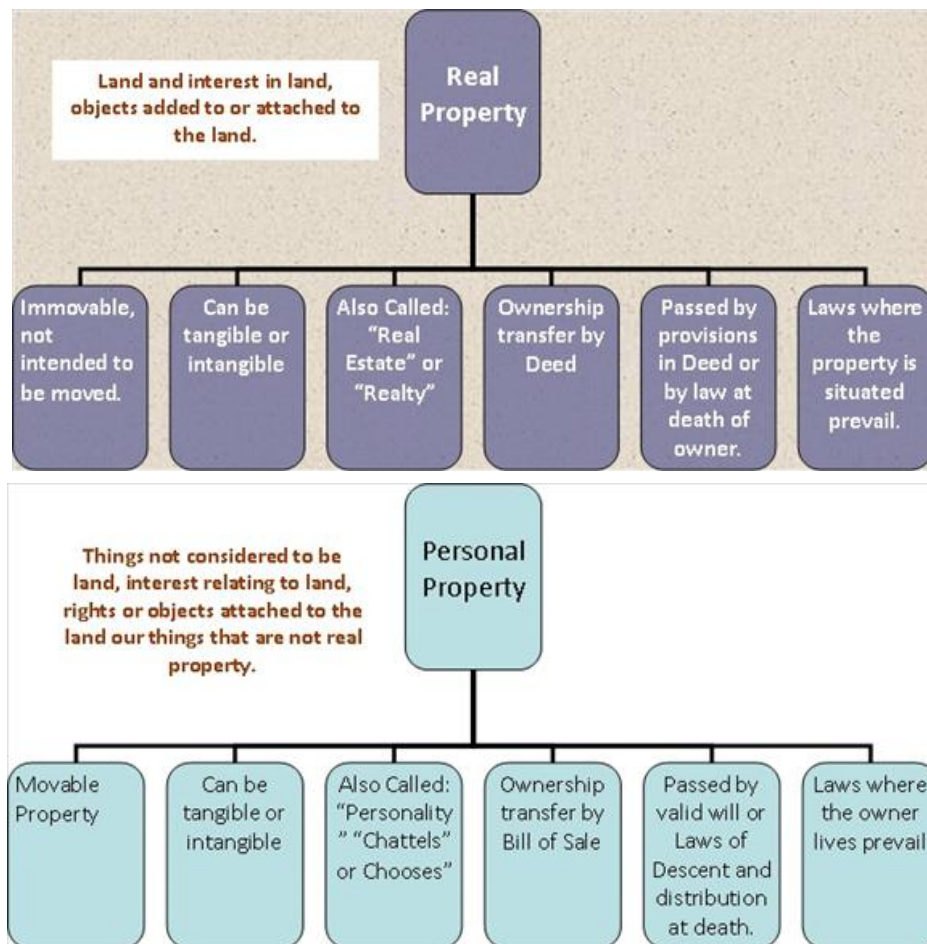 Land and interest in land,
objects added to or attached to
the land.
Real
Property
Immovable,
not
intended to
be moved.
Can be
tangible or
intangible
Also Called:
“Real
Estate” or
“Realty”
Ownership
transfer by
Deed
Passed by
provisions
in Deed or
by law at
death of
owner.
Laws where
the
property is
situated
prevail.
Things not considered to be
land, interest relating to land,
rights or objects attached to the
land our things that are not real
property.
Personal
Property
Movable
Property
Can be
tangible or
intangible
Also Called:
“Personality
” “Chattels”
or Chooses”
Ownership
transfer by
Bill of Sale
Passed by
valid will or
Laws of
Descent and
distribution
at death.
Laws where
the owner
lives prevail